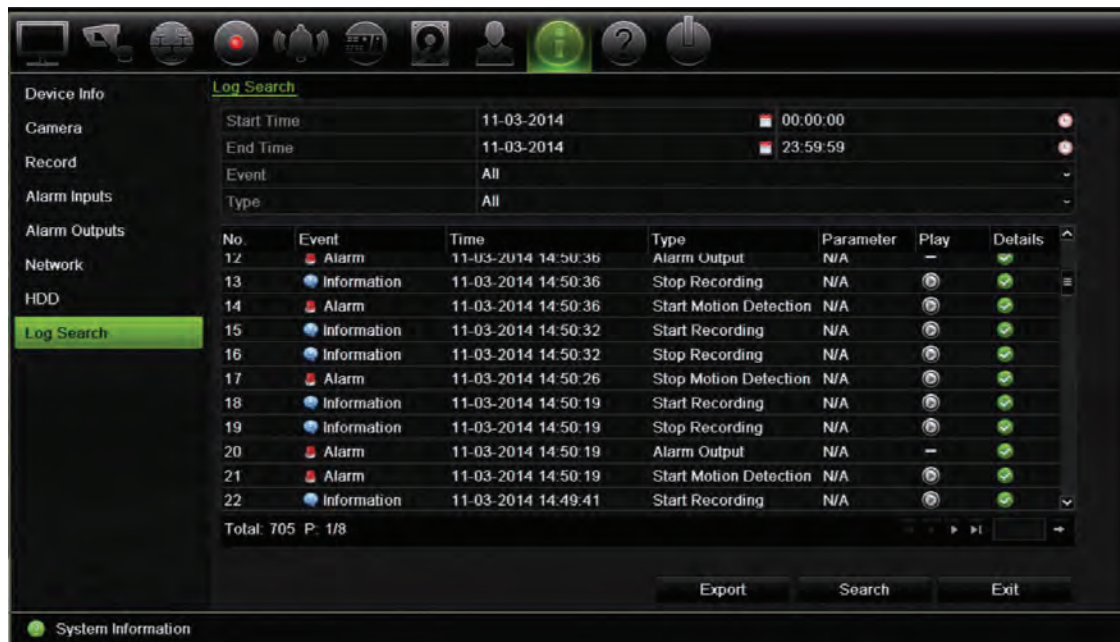 Device Info
Camera
Record
Alarm Inputs
Alarm Outputs
Network
HDD
Log Search
Log Search
Start Time 11-03-2014 00:00:00
End Time 11-03-2014 23:59:59
Event All
Type All
No. Event Time Type Parameter Play Details
12 Alarm 11-03-2014 14:50:36 Alarm Output N/A —
13 Information 11-03-2014 14:50:36 Stop Recording N/A
14 Alarm 11-03-2014 14:50:36 Start Motion Detection N/A
15 Information 11-03-2014 14:50:32 Start Recording N/A
16 Information 11-03-2014 14:50:32 Stop Recording N/A
17 Alarm 11-03-2014 14:50:26 Stop Motion Detection N/A
18 Information 11-03-2014 14:50:19 Start Recording N/A
19 Information 11-03-2014 14:50:19 Stop Recording N/A
20 Alarm 11-03-2014 14:50:19 Alarm Output N/A —
21 Alarm 11-03-2014 14:50:19 Start Motion Detection N/A
22 Information 11-03-2014 14:49:41 Start Recording N/A
Total: 705 P: 1/8
Export Search Exit
System Information